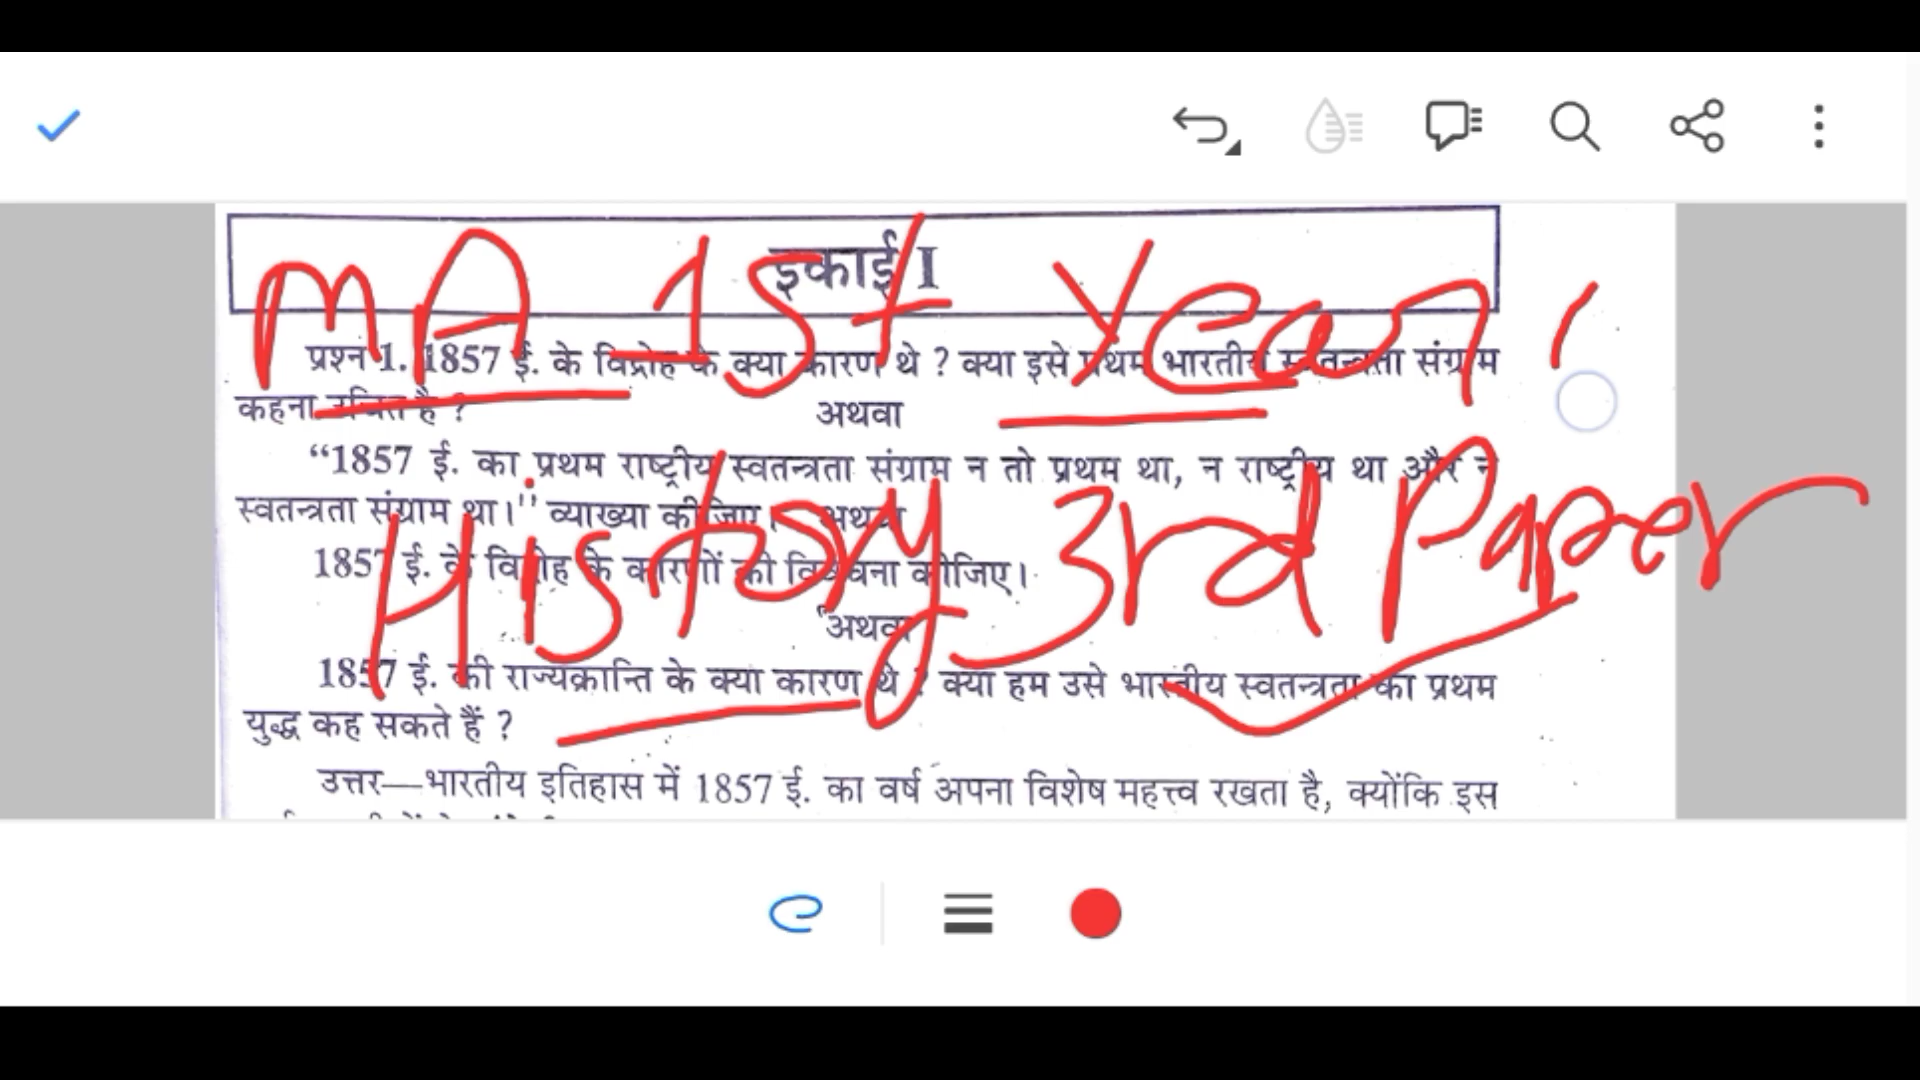 इकाई I
MA 1st Year
प्रश्न 1. 1857 ई. के विद्रोह के क्या कारण थे ? क्या इसे प्रथम भारतीय स्वतन्त्रता संग्राम
कहना उचित है ?
अथवा
“1857 ई. का प्रथम राष्ट्रीय स्वतन्त्रता संग्राम न तो प्रथम था, न राष्ट्रीय था और न
स्वतन्त्रता संग्राम था।" व्याख्या कीजिए। अथवा
History 3rd Paper
1857 ई. के विद्रोह के कारणों की विवेचना कीजिए।
अथवा
1857 ई. की राज्यक्रान्ति के क्या कारण थे ? क्या हम उसे भारतीय स्वतन्त्रता का प्रथम
युद्ध कह सकते हैं ?
उत्तर—भारतीय इतिहास में 1857 ई. का वर्ष अपना विशेष महत्त्व रखता है, क्योंकि इस